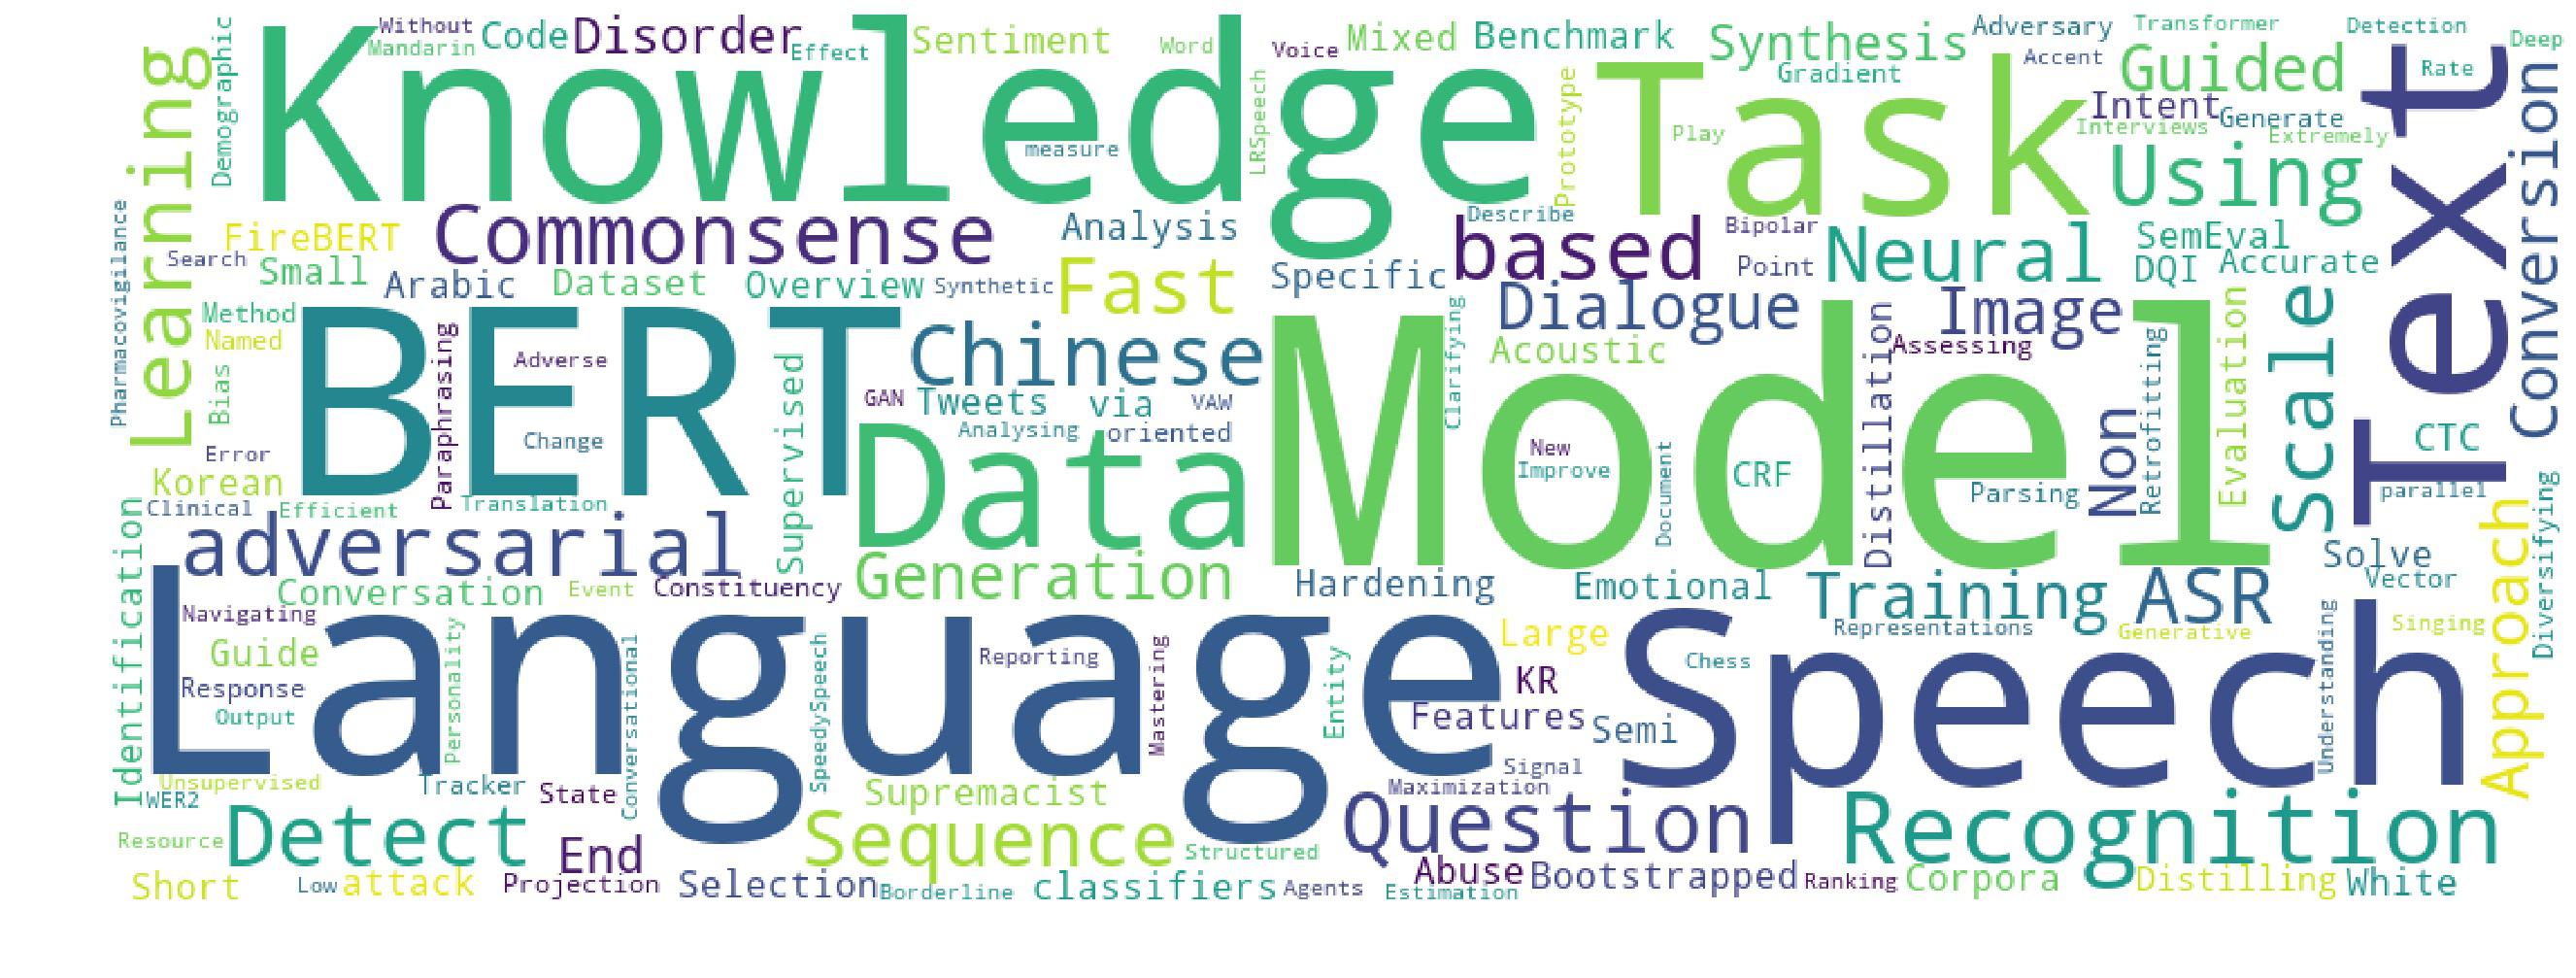 Without
Mandarin
Code
Disorder
Effect
Sentiment
Word
Voice
Mixed
Benchmark
Synthesis
Adversary
Transformer
Detection
Deep
Accent
Gradient
Guided
Rate
Learning
Demographic
Knowledge
measure
LRSpeech
Prototype
Task
Play
Intent
Generate
Interviews
Extremely
Using
Text
Conversion
Pharmacovigilance
FireBERT
Commonsense
Analysis
Describe
based
Bipolar
Neural
SemEval
Search
Small
Arabic
Dataset
Overview
Synthetic
Fast
Specific
Point
DQI
Accurate
Method
Named
BERT
Paraphrasing
Adverse
Change
Supervised
Chinese
Clarifying
Dialogue
Acoustic
Distillation
Image
Assessing
Retrofitting
Evaluation
Scale
Bias
GAN
Tweets
via
VAW
Analysing
oriented
Data
Model
New
Improve
Document
CRF
Parsing
Non
CTC
parallel
Error
Korean
Clinical
Efficient
Translation
Identification
adversarial
Generation
Solve
Approach
Diversifying
Conversation
Event
Constituency
Hardening
Emotional
Training
ASR
Vector
Navigating
Language
Large
Speech
Representations
Generative
Understanding
Singing
Guide
Response
Output
Personality
Conversational
SpeedySpeech
Reporting
Mastering
Entity
KR
Features
Semi
Chess
Unsupervised
WER2
Tracker
State
Supremacist
Signal
Maximization
Resource
Detect
End
Sequence
Structured
Question
Recognition
Short
Low
attack
Projection
Selection
Borderline
classifiers
Agents
Estimation
Abuse
Bootstrapped
Ranking
Corpora
Distilling
White